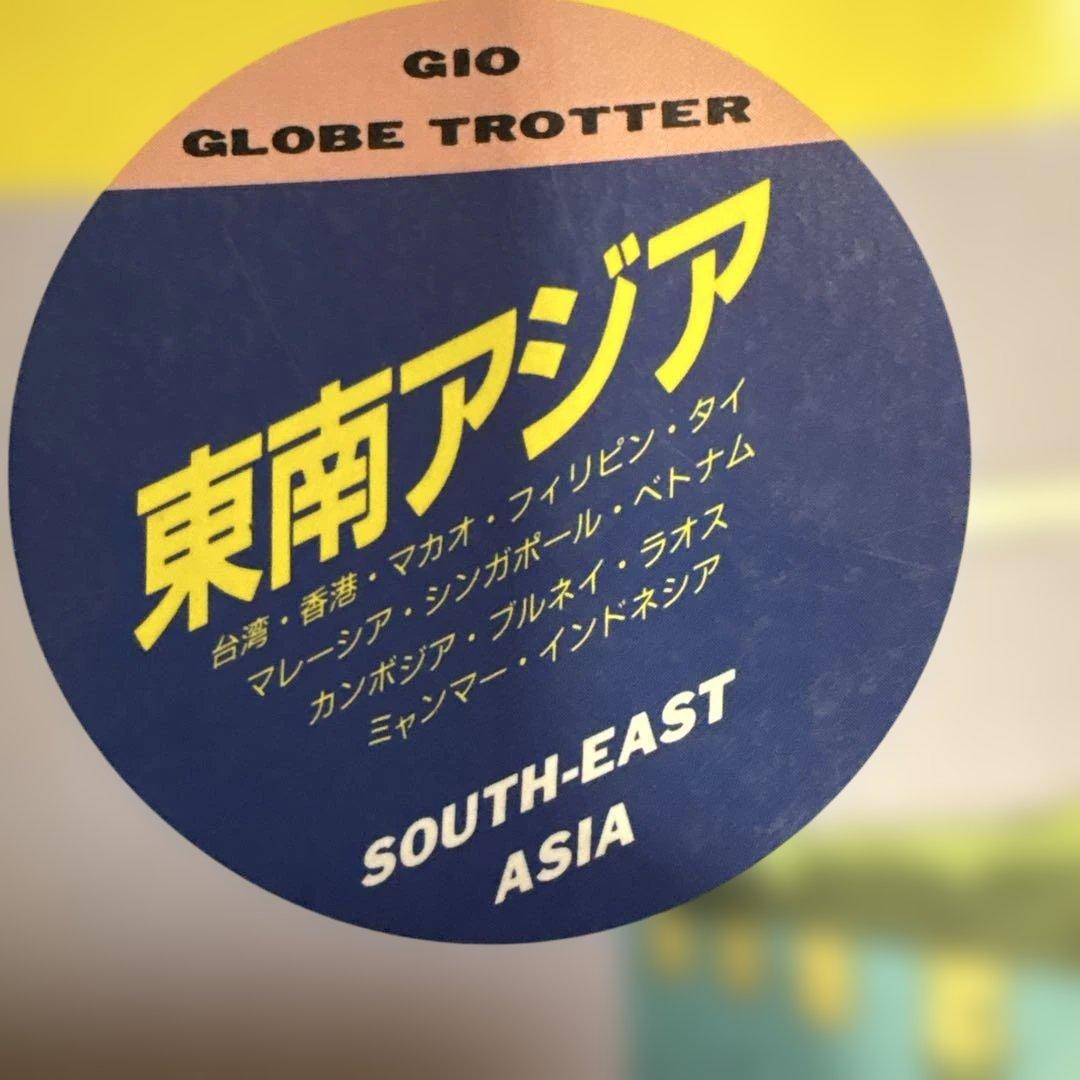 GIO
GLOBE TROTTER
東南アジア
台湾・香港・マカオ・フィリピン・タイ
マレーシア・シンガポール・ベトナム
カンボジア・ブルネイ・ラオス
ミャンマー・インドネシア
SOUTH-EAST
ASIA